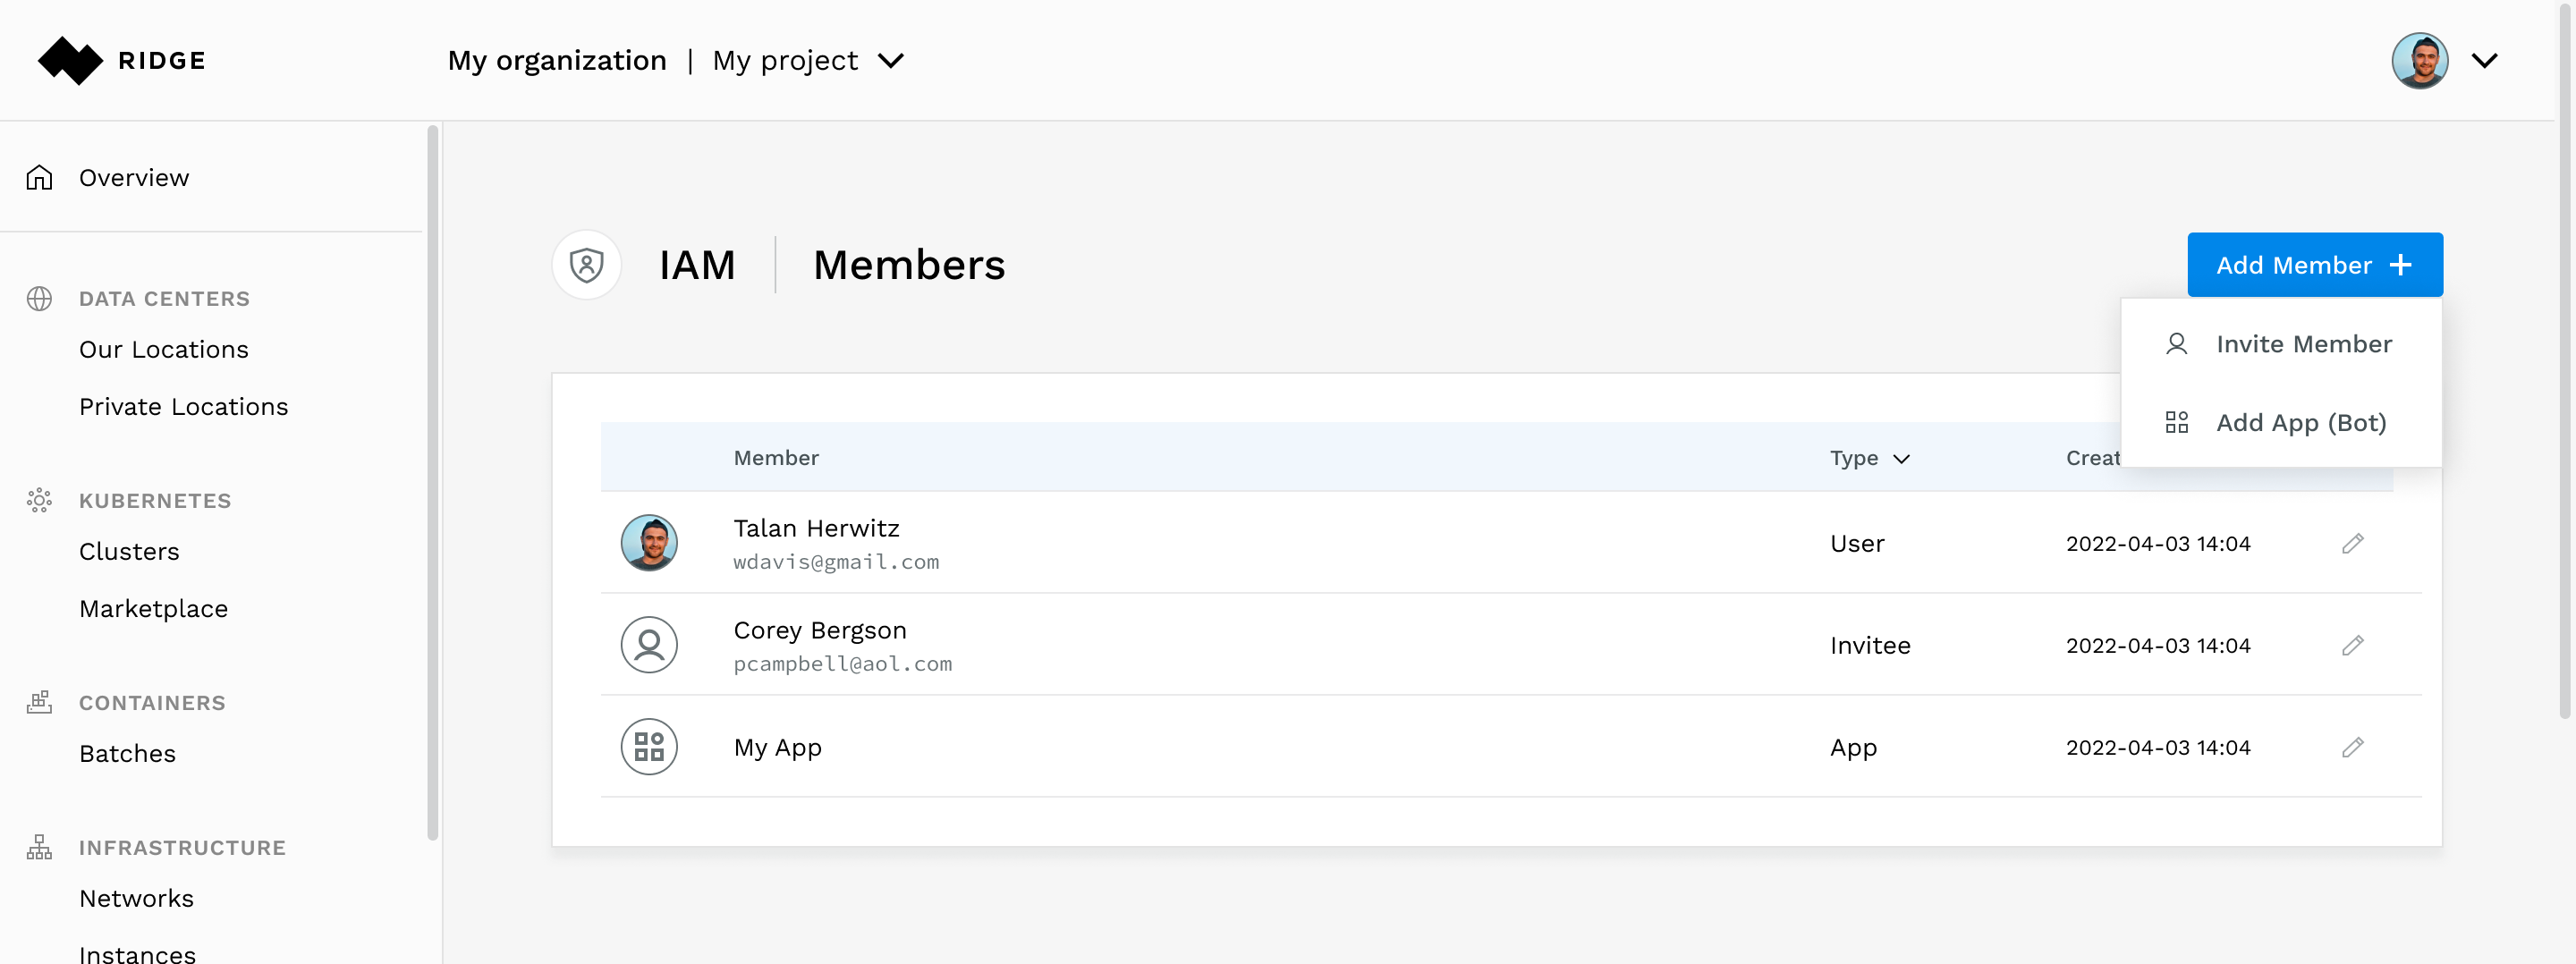 RIDGE
My organization | My project
Overview
DATA CENTERS
Our Locations
Private Locations
KUBERNETES
Clusters
Marketplace
CONTAINERS
Batches
INFRASTRUCTURE
Networks
Instances
IAM Members
Add Member +
Invite Member
Add App (Bot)
Member Type Creat
Talan Herwitz
wdavis@gmail.com
User 2022-04-03 14:04
Corey Bergson
pcampbell@aol.com
Invitee 2022-04-03 14:04
My App App 2022-04-03 14:04